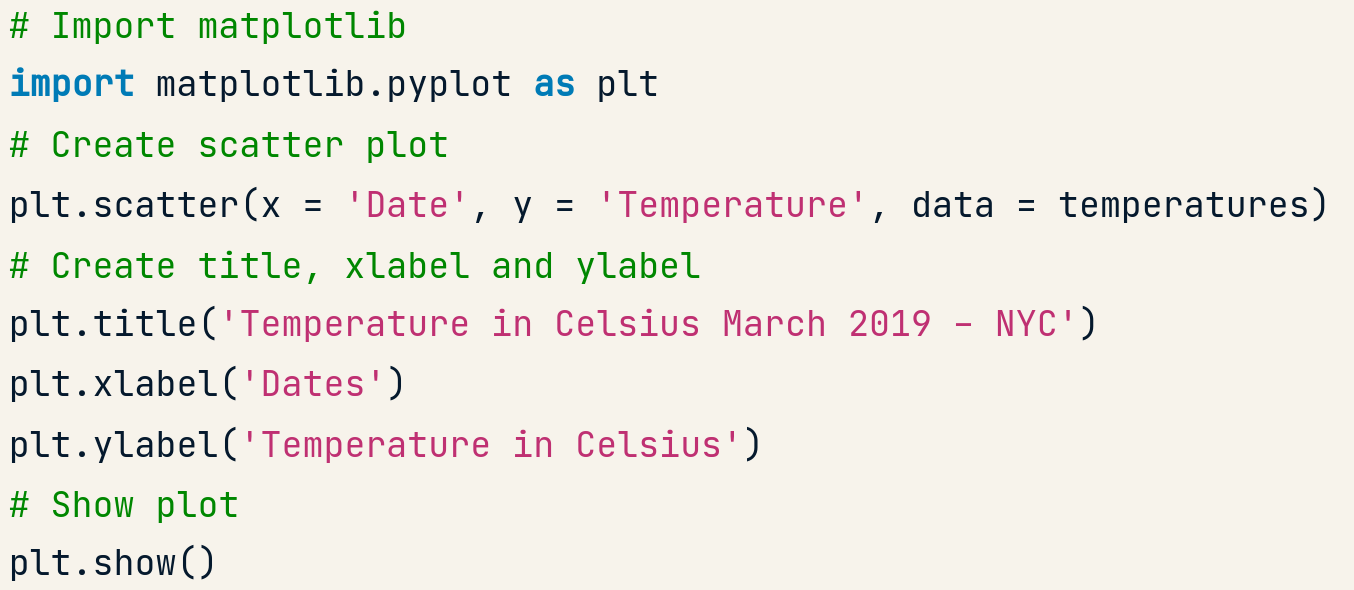 # Import matplotlib
import matplotlib.pyplot as plt
# Create scatter plot
plt.scatter(x = 'Date', y = 'Temperature', data = temperatures)
# Create title, xlabel and ylabel
plt.title('Temperature in Celsius March 2019 – NYC')
plt.xlabel('Dates')
plt.ylabel('Temperature in Celsius')
# Show plot
plt.show()